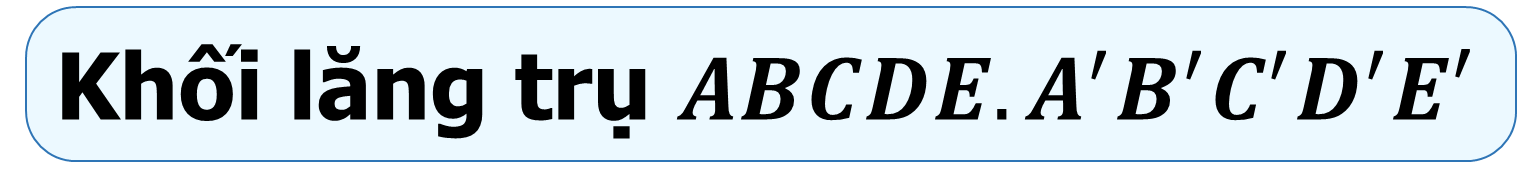 Khối lăng trụ ABCDE.A'B'C'D'E'